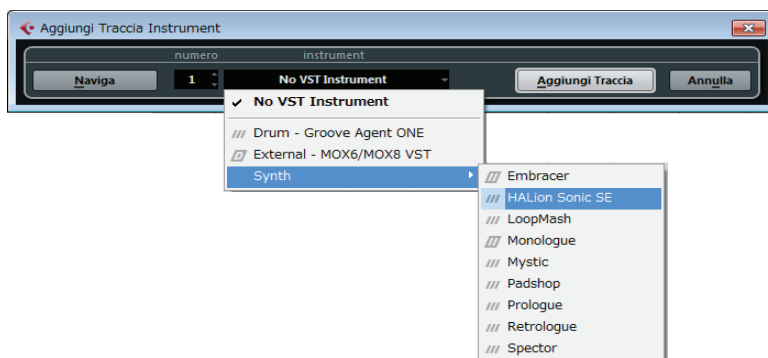 Aggiungi Traccia Instrument
numero instrument
Naviga 1 No VST Instrument Aggiungi Traccia Annulla
No VST Instrument
Drum - Groove Agent ONE
External - MOX6/MOX8 VST
Synth
Embracer
HALion Sonic SE
LoopMash
Monologue
Mystic
Padshop
Prologue
Retrologue
Spector